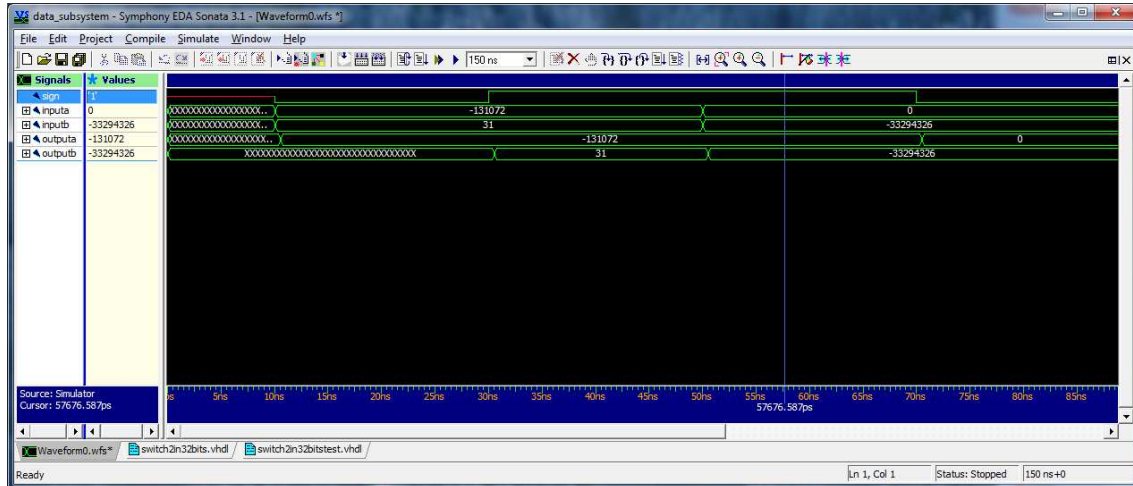 data_subsystem - Symphony EDA Sonata 3.1 - [Waveform0.wfs *]
File Edit Project Compile Simulate Window Help
150 ns
Signals Values
sign '1'
inputa 0 XXXXXXXXXXXXXXXXX.. -131072 0
inputb -33294326 XXXXXXXXXXXXXXXXX.. 31 -33294326
outputa -131072 XXXXXXXXXXXXXXXXXX.. -131072 0
outputb -33294326 XXXXXXXXXXXXXXXXXXXXXXXXXXXXXXXX 31 -33294326
Source: Simulator
Cursor: 57676.587ps
5ns 10ns 15ns 20ns 25ns 30ns 35ns 40ns 45ns 50ns 55ns 60ns 65ns 70ns 75ns 80ns 85ns
57676.587ps
Waveform0.wfs* switch2in32bits.vhdl switch2in32bitstest.vhdl
Ready Ln 1, Col 1 Status: Stopped 150 ns+0